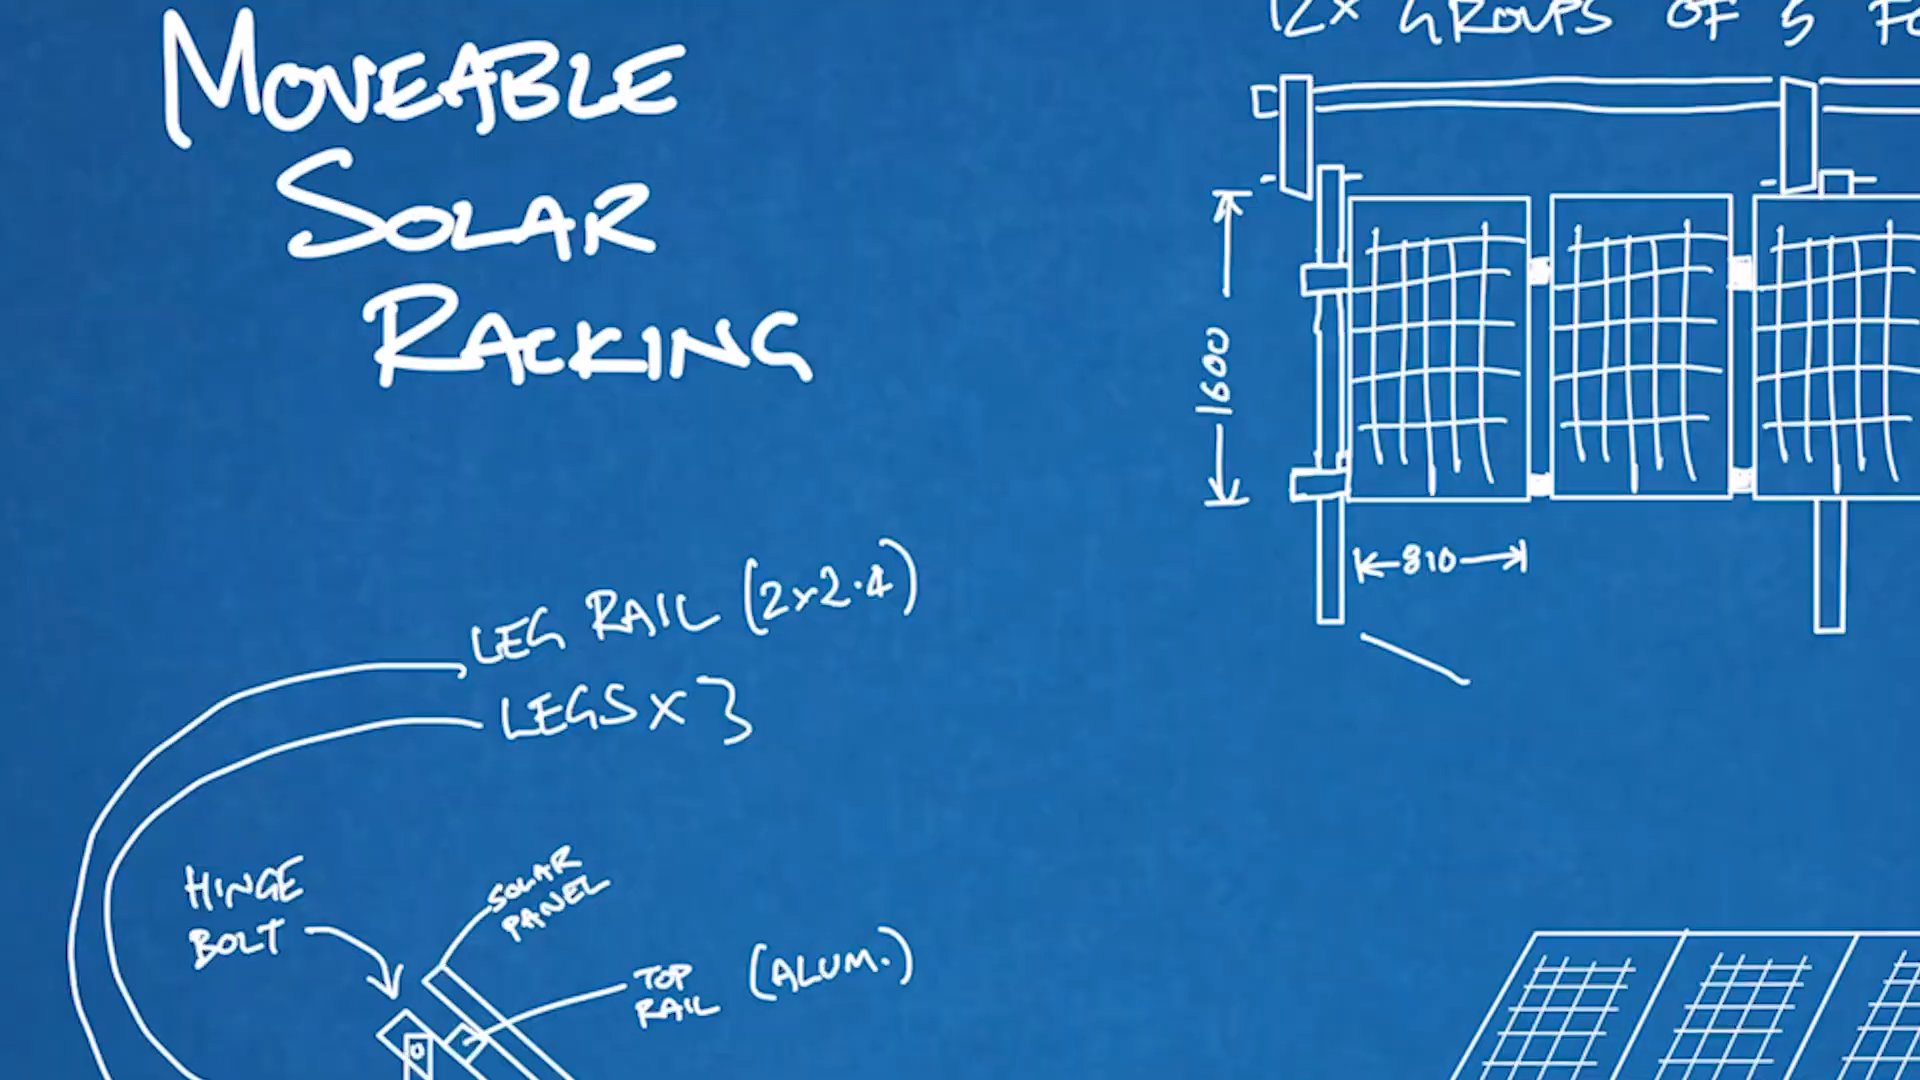 MOVEABLE
SOLAR
RACKING
12x GROUPS OF 5
1600
810
LEG RAIL (2x2.4)
LEGS x 3
HINGE
BOLT
SOLAR
PANEL
TOP
RAIL (ALUM.)